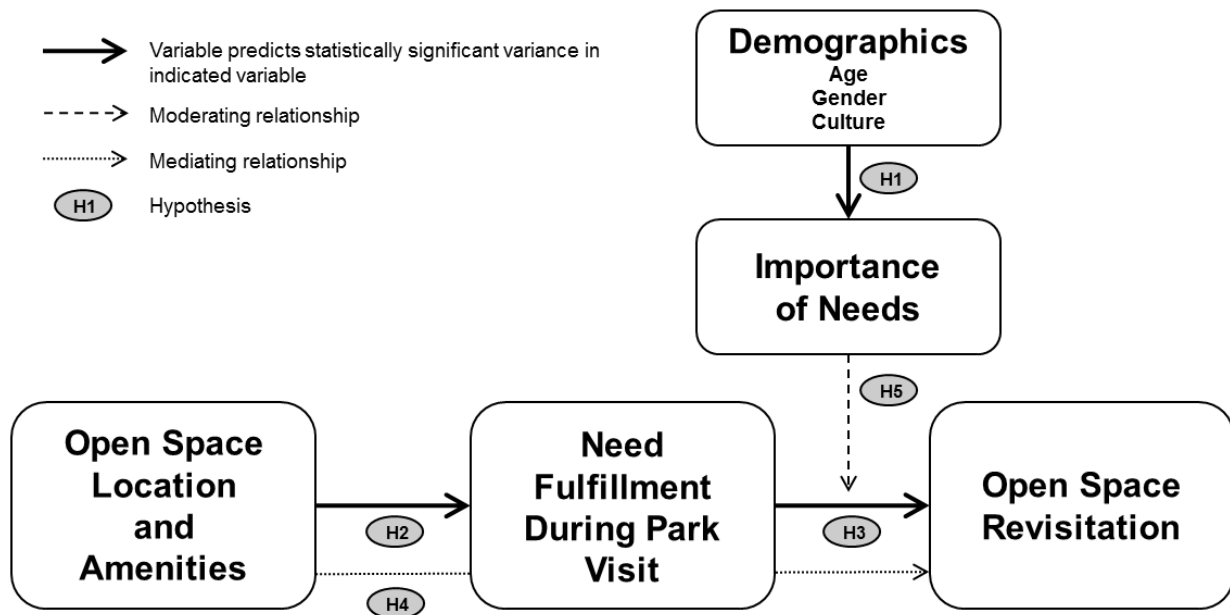 Variable predicts statistically significant variance in
indicated variable
Moderating relationship
Mediating relationship
H1 Hypothesis
Demographics
Age
Gender
Culture
H1
Importance
of Needs
H5
Open Space
Location
and
Amenities
H2
H4
Need
Fulfillment
During Park
Visit
H3
Open Space
Revisitation